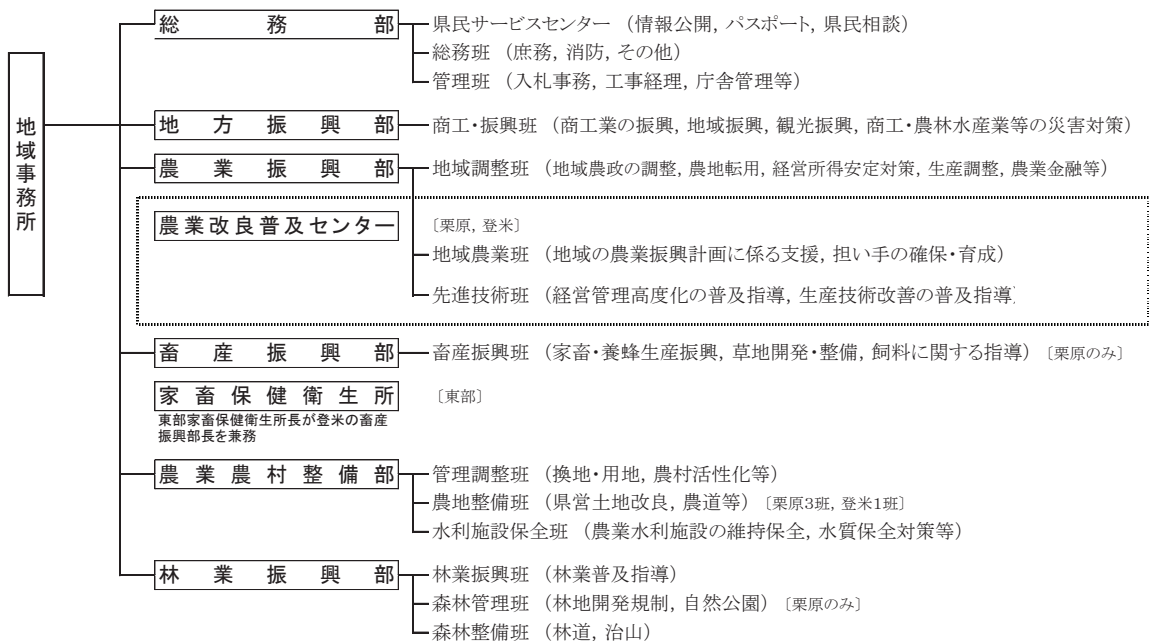 総務部
県民サービスセンター （情報公開, パスポート, 県民相談）
総務班 （庶務, 消防, その他）
管理班 （入札事務, 工事経理, 庁舎管理等）
地域事務所
地方振興部
商工・振興班 （商工業の振興, 地域振興, 観光振興, 商工・農林水産業等の災害対策）
農業振興部
地域調整班 （地域農政の調整, 農地転用, 経営所得安定対策, 生産調整, 農業金融等）
農業改良普及センター
〔栗原, 登米〕
地域農業班 （地域の農業振興計画に係る支援, 担い手の確保・育成）
先進技術班 （経営管理高度化の普及指導, 生産技術改善の普及指導）
畜産振興部
畜産振興班 （家畜・養蜂生産振興, 草地開発・整備, 飼料に関する指導） 〔栗原のみ〕
家畜保健衛生所
〔東部〕
東部家畜保健衛生所長が登米の畜産
振興部長を兼務
農業農村整備部
管理調整班 （換地・用地, 農村活性化等）
農地整備班 （県営土地改良, 農道等） 〔栗原3班, 登米1班〕
水利施設保全班 （農業水利施設の維持保全, 水質保全対策等）
林業振興部
林業振興班 （林業普及指導）
森林管理班 （林地開発規制, 自然公園） 〔栗原のみ〕
森林整備班 （林道, 治山）